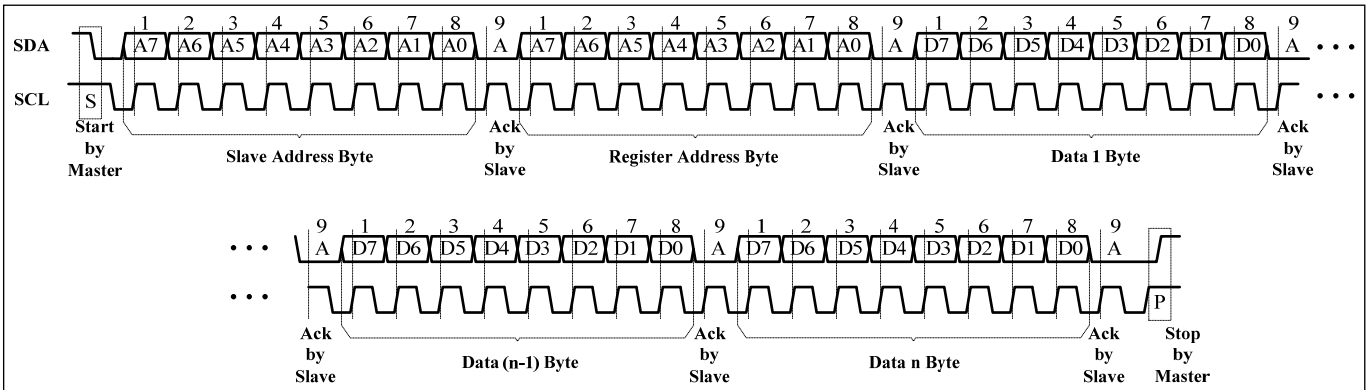 1 2 3 4 5 6 7 8 9 1 2 3 4 5 6 7 8 9 1 2 3 4 5 6 7 8 9
SDA A7 A6 A5 A4 A3 A2 A1 A0 A A7 A6 A5 A4 A3 A2 A1 A0 A D7 D6 D5 D4 D3 D2 D1 D0 A • • •
SCL S • • •
Start by Master
Slave Address Byte
Ack by Slave
Register Address Byte
Ack by Slave
Data 1 Byte
Ack by Slave
9 1 2 3 4 5 6 7 8 9 1 2 3 4 5 6 7 8 9
• • • A D7 D6 D5 D4 D3 D2 D1 D0 A D7 D6 D5 D4 D3 D2 D1 D0 A
• • • P
Ack by Slave
Data (n-1) Byte
Ack by Slave
Data n Byte
Ack by Slave
Stop by Master